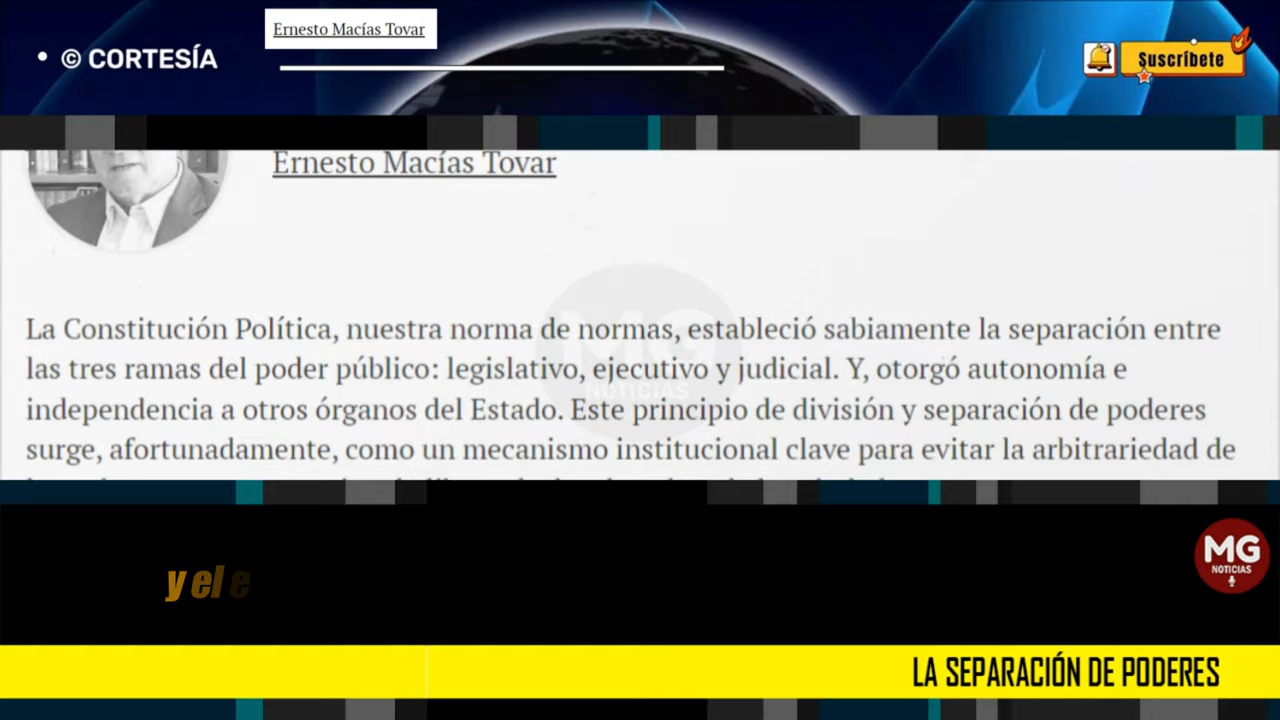 Ernesto Macías Tovar
• © CORTESÍA
Suscríbete
Ernesto Macías Tovar
La Constitución Política, nuestra norma de normas, estableció sabiamente la separación entre
las tres ramas del poder público: legislativo, ejecutivo y judicial. Y, otorgó autonomía e
independencia a otros órganos del Estado. Este principio de división y separación de poderes
surge, afortunadamente, como un mecanismo institucional clave para evitar la arbitrariedad de
MG
NOTICIAS
y el e
MG
NOTICIAS
LA SEPARACIÓN DE PODERES